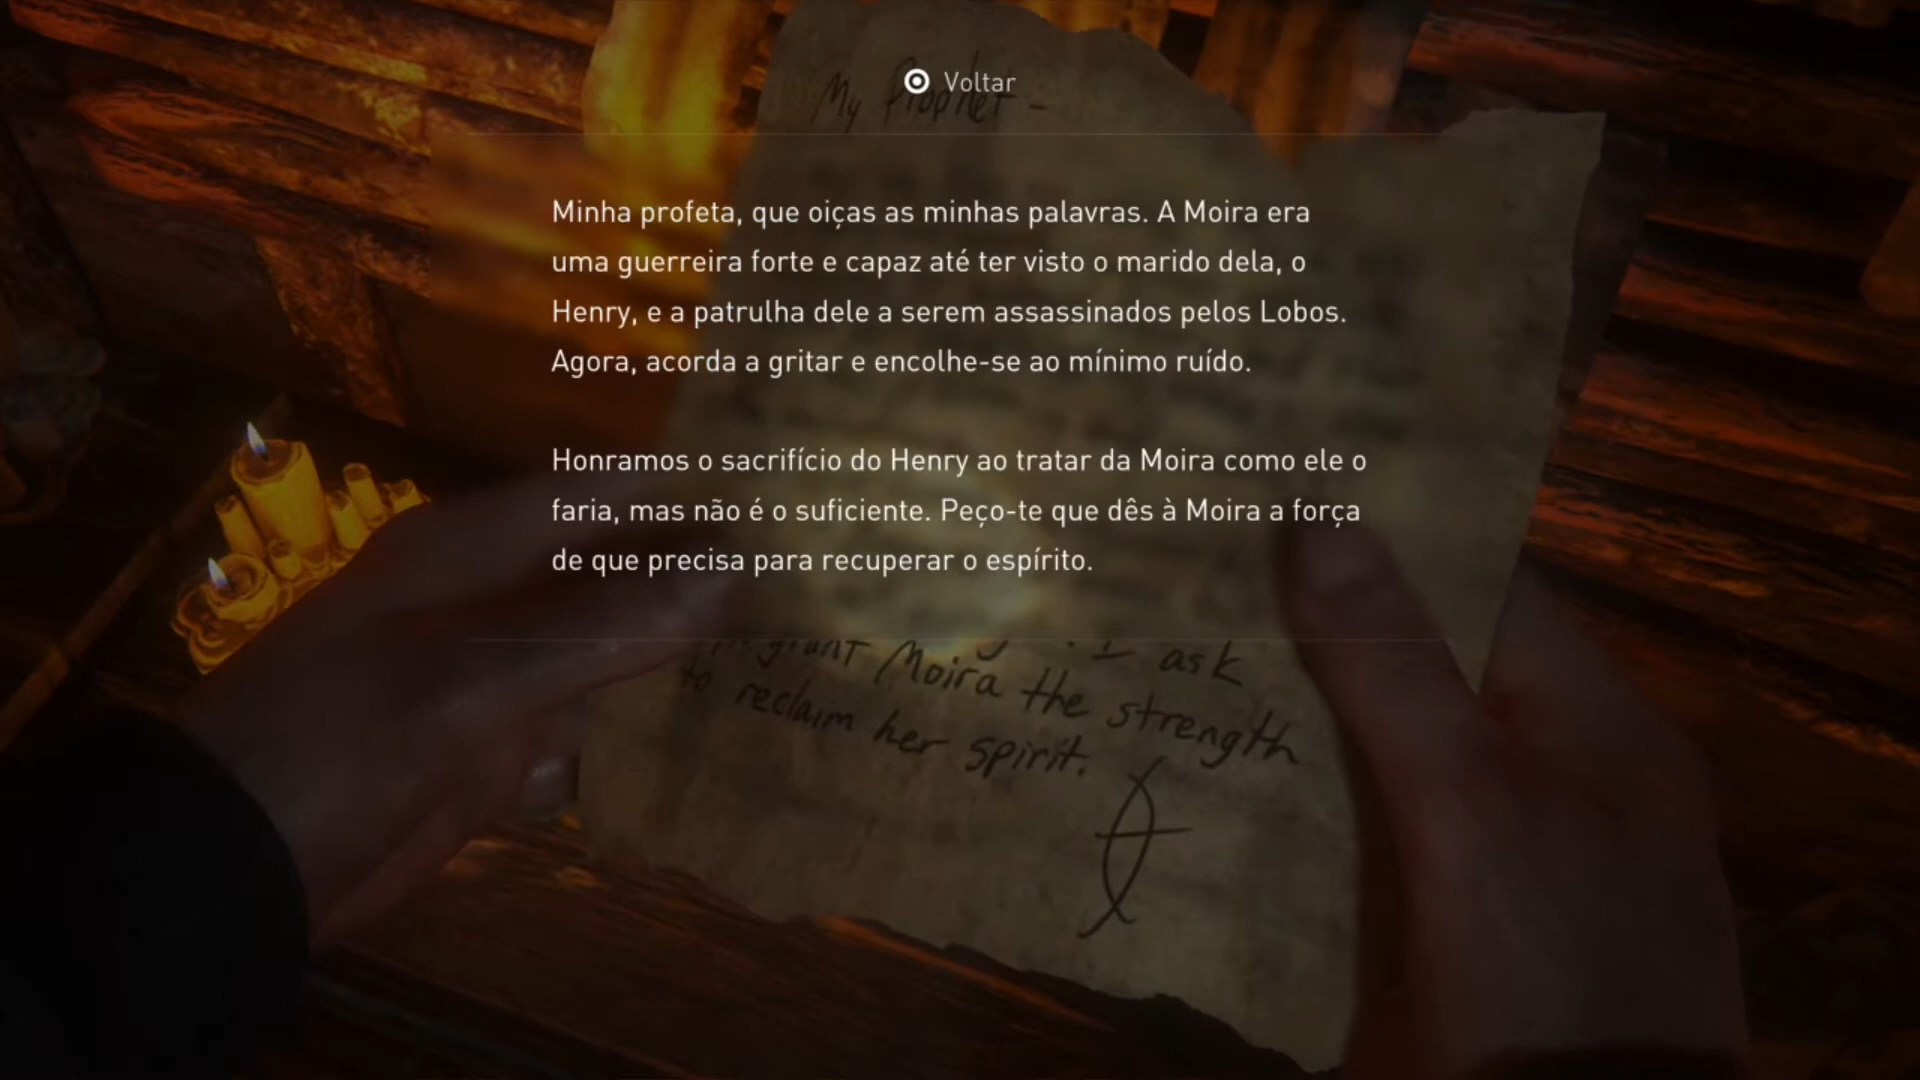 My Prophet -
Voltar
Minha profeta, que oiças as minhas palavras. A Moira era
uma guerreira forte e capaz até ter visto o marido dela, o
Henry, e a patrulha dele a serem assassinados pelos Lobos.
Agora, acorda a gritar e encolhe-se ao mínimo ruído.
Honramos o sacrifício do Henry ao tratar da Moira como ele o
faria, mas não é o suficiente. Peço-te que dês à Moira a força
de que precisa para recuperar o espírito.
I ask
grant Moira the strength
to reclaim her spirit.